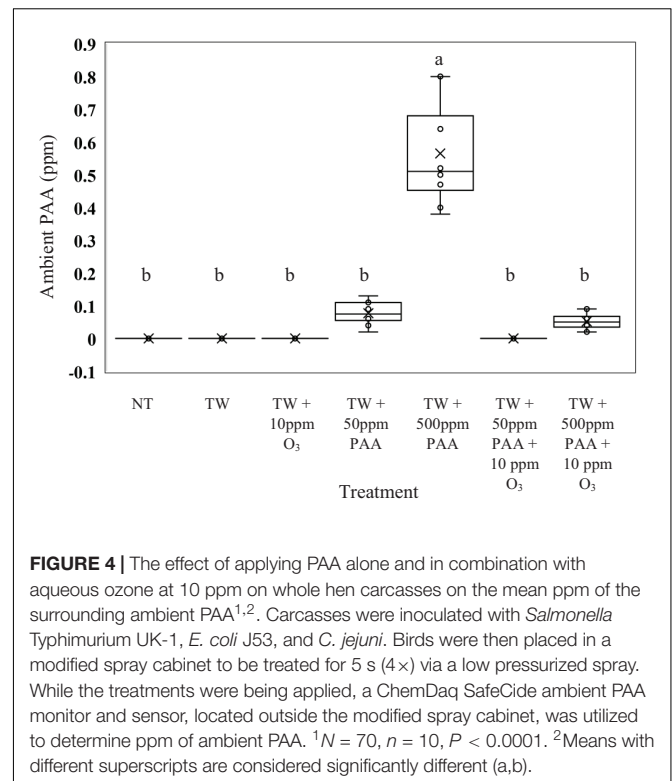 0.9
0.8
0.7
0.6
0.5
0.4
0.3
0.2
0.1
0
-0.1
Ambient PAA (ppm)
a
b b b b b b
NT
TW
TW +
10ppm
O₃
TW +
50ppm
PAA
TW +
500ppm
PAA
TW +
50ppm
PAA +
10 ppm
O₃
TW +
500ppm
PAA +
10 ppm
O₃
Treatment
FIGURE 4 | The effect of applying PAA alone and in combination with
aqueous ozone at 10 ppm on whole hen carcasses on the mean ppm of the
surrounding ambient PAA¹,². Carcasses were inoculated with Salmonella
Typhimurium UK-1, E. coli J53, and C. jejuni. Birds were then placed in a
modified spray cabinet to be treated for 5 s (4×) via a low pressurized spray.
While the treatments were being applied, a ChemDaq SafeCide ambient PAA
monitor and sensor, located outside the modified spray cabinet, was utilized
to determine ppm of ambient PAA. ¹N = 70, n = 10, P < 0.0001. ²Means with
different superscripts are considered significantly different (a,b).